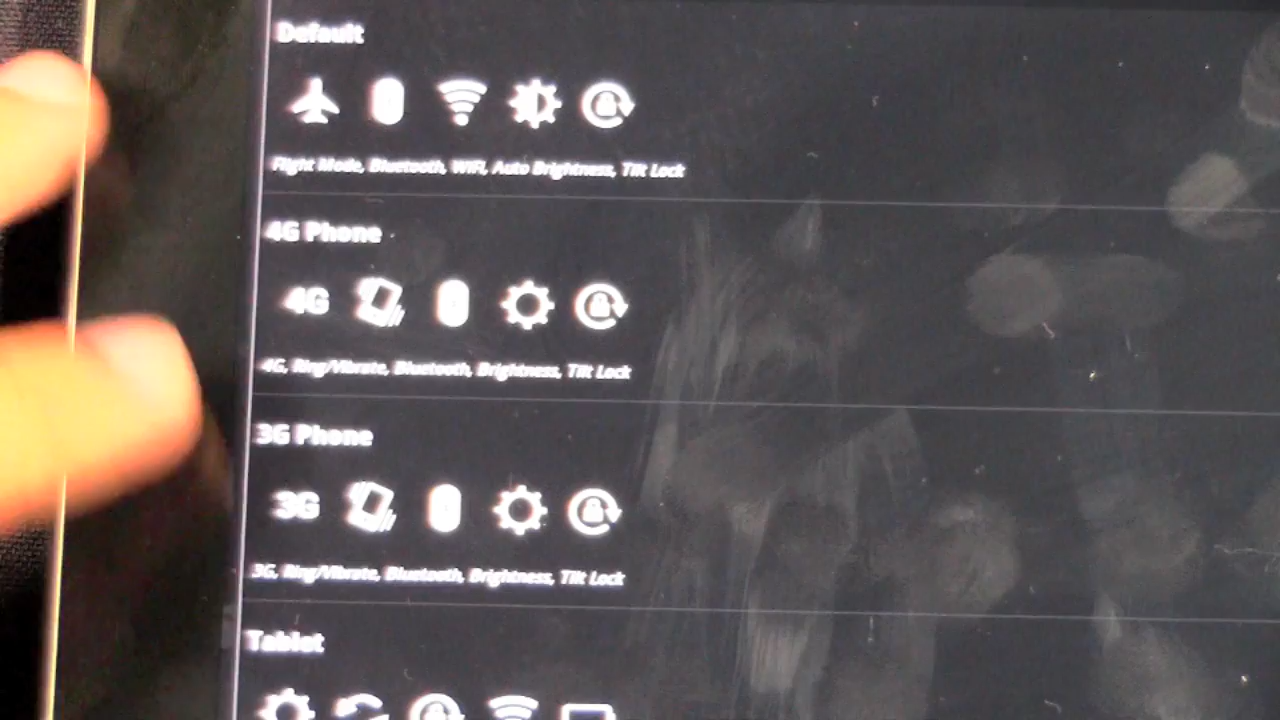 Default
Flight Mode, Bluetooth, WiFi, Auto Brightness, Tilt Lock
4G Phone
4G
4G, Ring/Vibrate, Bluetooth, Brightness, Tilt Lock
3G Phone
3G
3G, Ring/Vibrate, Bluetooth, Brightness, Tilt Lock
Tablet